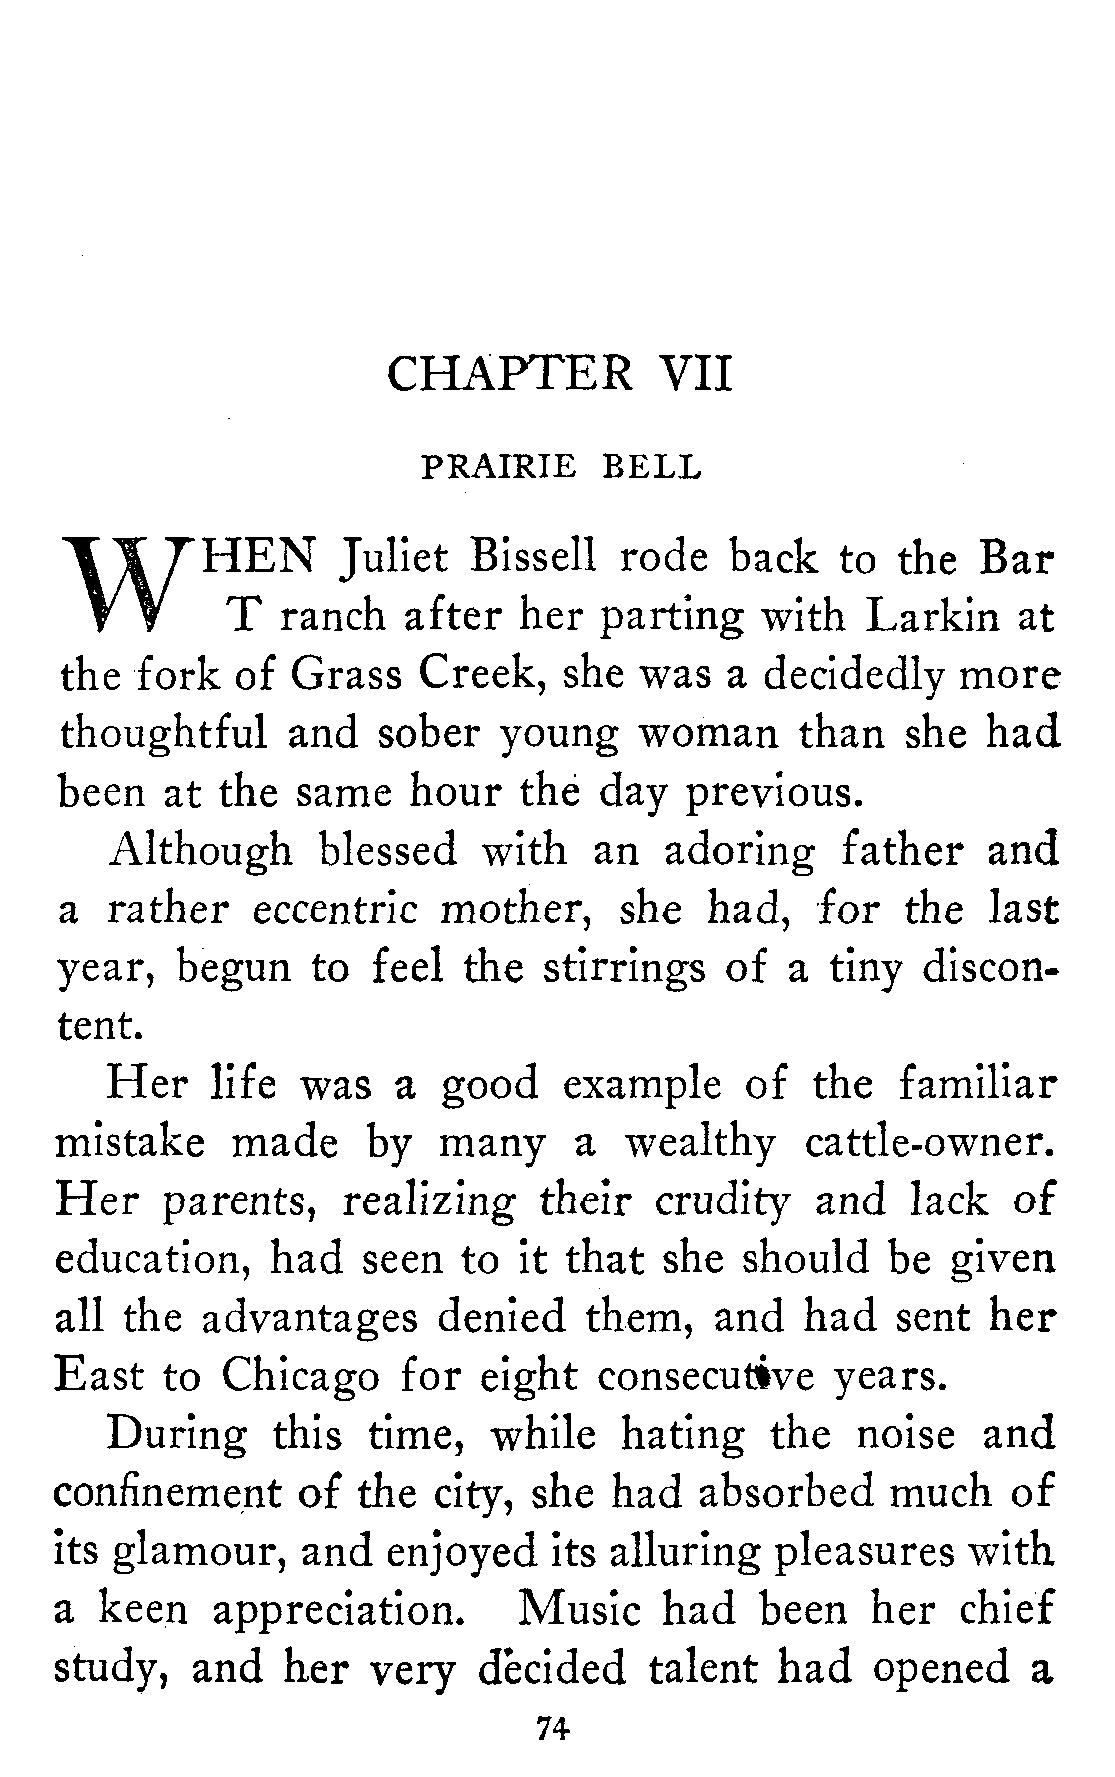 CHAPTER VII
PRAIRIE BELL
WHEN Juliet Bissell rode back to the Bar
T ranch after her parting with Larkin at
the fork of Grass Creek, she was a decidedly more
thoughtful and sober young woman than she had
been at the same hour the day previous.
Although blessed with an adoring father and
a rather eccentric mother, she had, for the last
year, begun to feel the stirrings of a tiny discon-
tent.
Her life was a good example of the familiar
mistake made by many a wealthy cattle-owner.
Her parents, realizing their crudity and lack of
education, had seen to it that she should be given
all the advantages denied them, and had sent her
East to Chicago for eight consecutive years.
During this time, while hating the noise and
confinement of the city, she had absorbed much of
its glamour, and enjoyed its alluring pleasures with
a keen appreciation. Music had been her chief
study, and her very decided talent had opened a
74